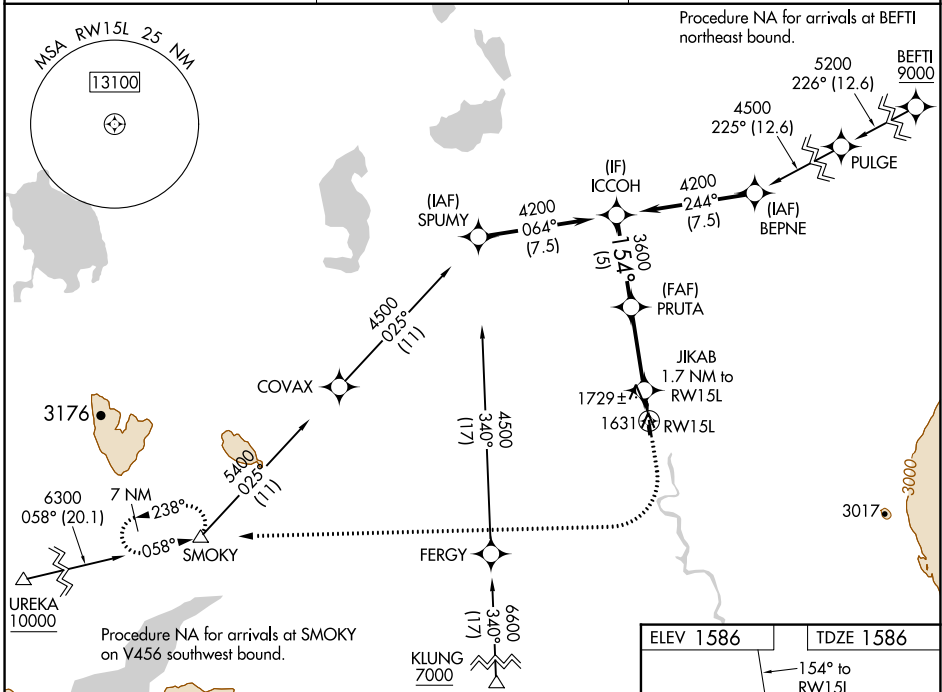 Procedure NA for arrivals at BEFTI
northeast bound.
MSA RW15L 25 NM
13100
BEFTI
9000
5200
226° (12.6)
4500
225° (12.6)
PULGE
(IF)
ICCOH
(IAF)
SPUMY
4200
064°
(7.5)
4200
244°
(7.5)
(IAF)
BEPNE
3600
154°
(5)
(FAF)
PRUTA
4500
025°
(11)
COVAX
JIKAB
1.7 NM to
RW15L
1729±
1631
RW15L
3176
5400
025°
(11)
4500
340°
(17)
3000
3017
6300
058° (20.1)
7 NM
238°
058°
SMOKY
FERGY
UREKA
10000
6600
340°
(17)
Procedure NA for arrivals at SMOKY
on V456 southwest bound.
KLUNG
7000
ELEV 1586
TDZE 1586
154° to
RW15L